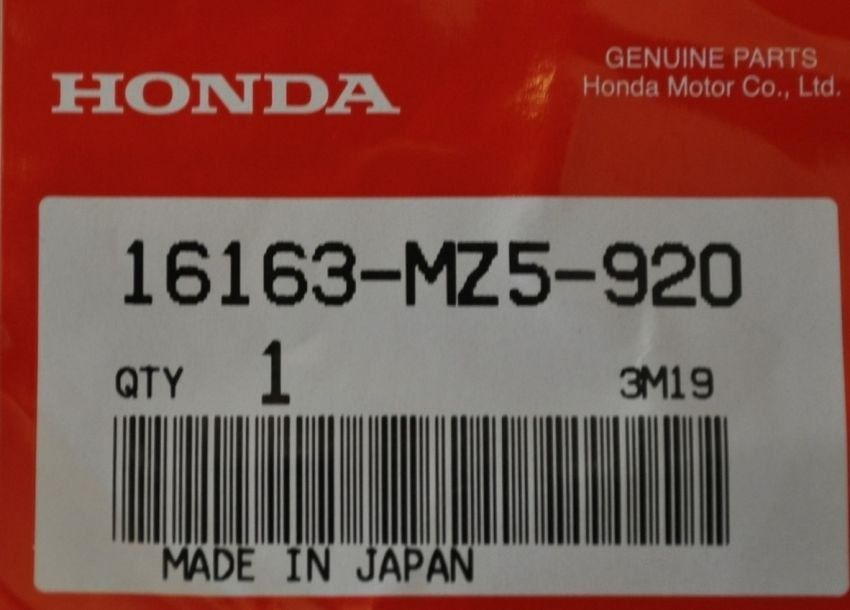 HONDA
GENUINE PARTS
Honda Motor Co., Ltd.
16163-MZ5-920
QTY 1 3M19
MADE IN JAPAN